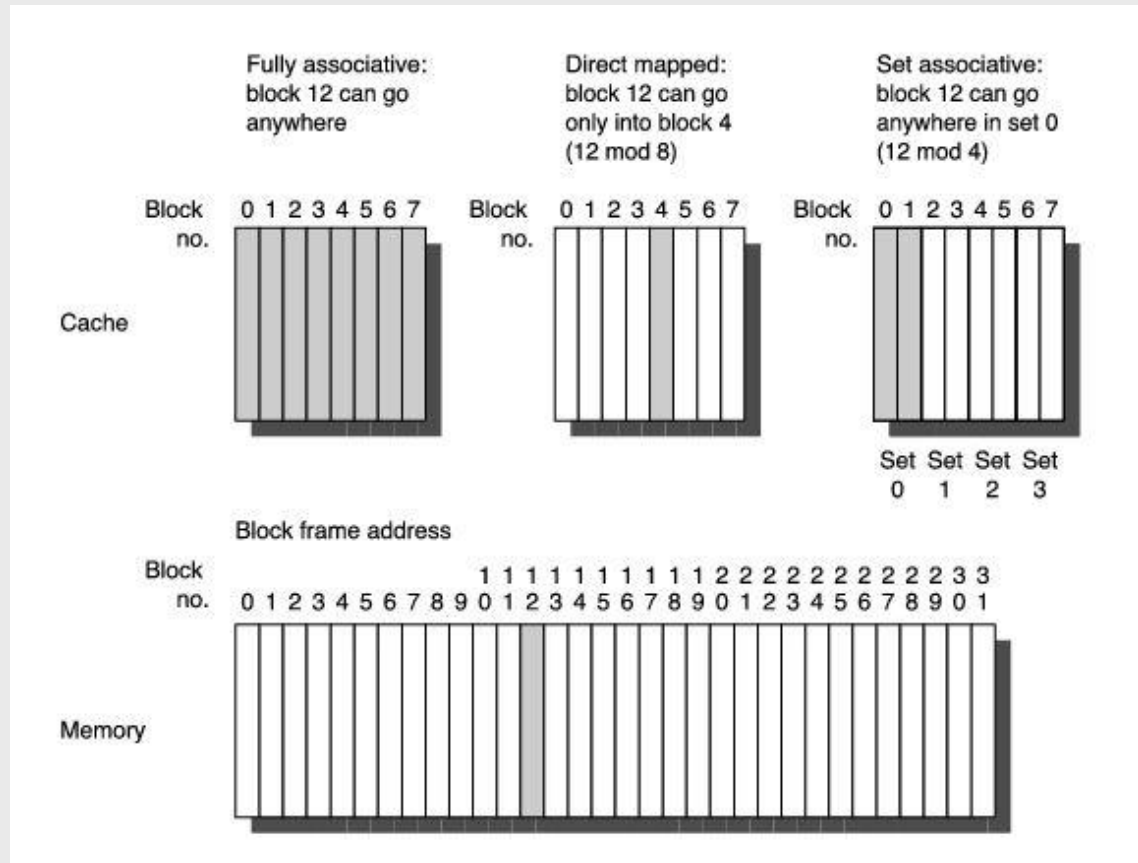 Fully associative:
block 12 can go
anywhere
Direct mapped:
block 12 can go
only into block 4
(12 mod 8)
Set associative:
block 12 can go
anywhere in set 0
(12 mod 4)
Block
no.
0 1 2 3 4 5 6 7
Block
no.
0 1 2 3 4 5 6 7
Block
no.
0 1 2 3 4 5 6 7
Cache
Set Set Set Set
0 1 2 3
Block frame address
Block
no.
1 1 1 1 1 1 1 1 1 1 2 2 2 2 2 2 2 2 2 2 3 3
0 1 2 3 4 5 6 7 8 9 0 1 2 3 4 5 6 7 8 9 0 1 2 3 4 5 6 7 8 9 0 1
Memory